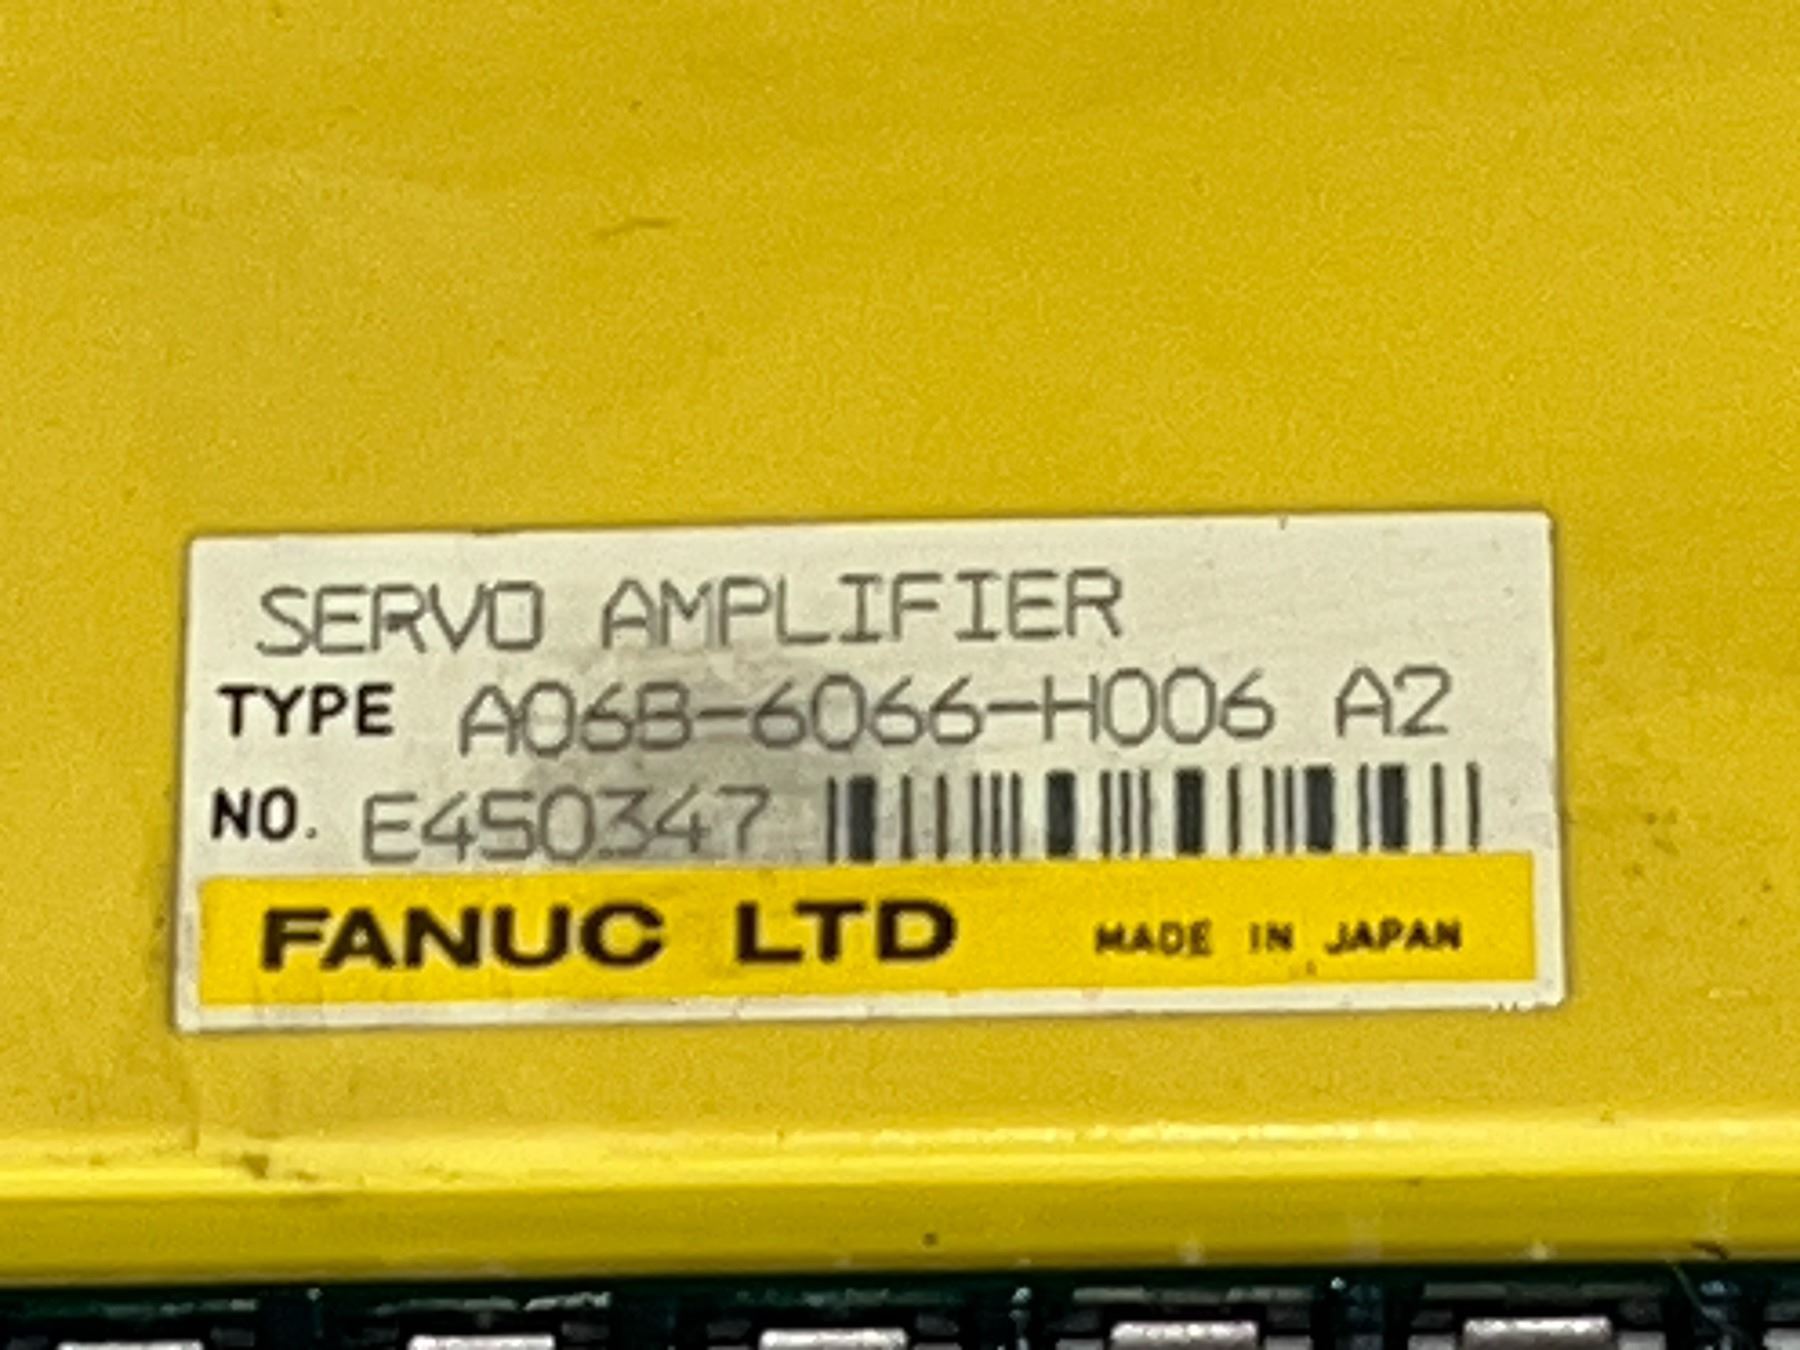 SERVO AMPLIFIER
TYPE A06B-6066-H006 A2
NO. E450347
FANUC LTD MADE IN JAPAN